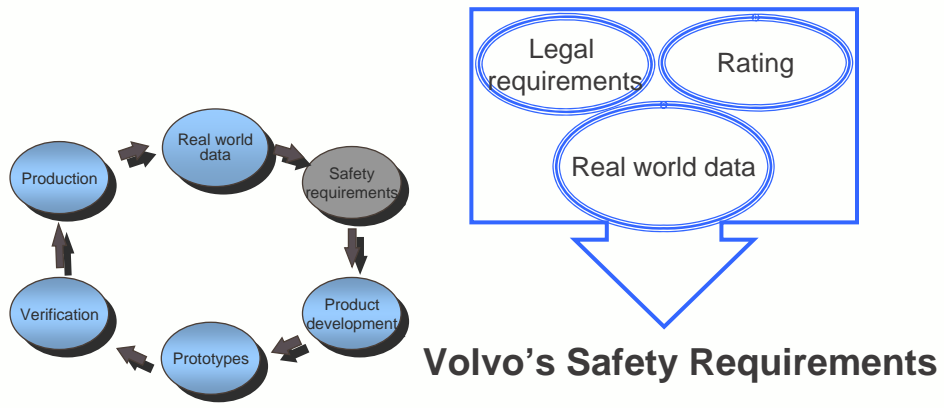 Real world
data
Safety
requirements
Product
development
Prototypes
Verification
Production
Legal
requirements
Rating
Real world data
Volvo's Safety Requirements